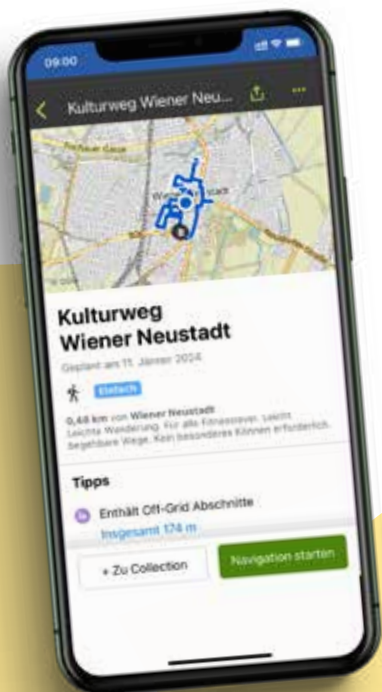 09:00
Kulturweg Wiener Neu...
Fischauer Gasse
Wiener Neustadt
Kulturweg
Wiener Neustadt
Geplant am 11. Jänner 2024
Einfach
0,48 km von Wiener Neustadt
Leichte Wanderung. Für alle Fitnesslevel. Leicht
begehbare Wege. Kein besonderes Können erforderlich.
Tipps
Enthält Off-Grid Abschnitte
Insgesamt 174 m
+ Zu Collection
Navigation starten